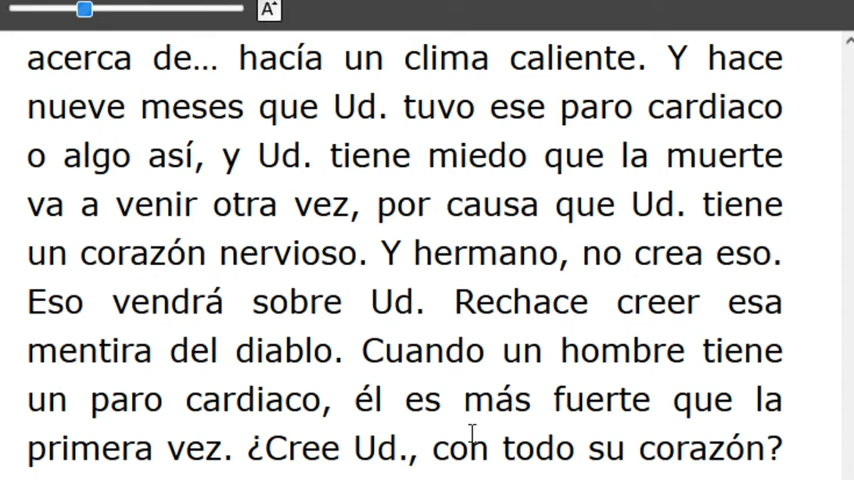 A
acerca de... hacía un clima caliente. Y hace
nueve meses que Ud. tuvo ese paro cardiaco
o algo así, y Ud. tiene miedo que la muerte
va a venir otra vez, por causa que Ud. tiene
un corazón nervioso. Y hermano, no crea eso.
Eso vendrá sobre Ud. Rechace creer esa
mentira del diablo. Cuando un hombre tiene
un paro cardiaco, él es más fuerte que la
primera vez. ¿Cree Ud., con todo su corazón?